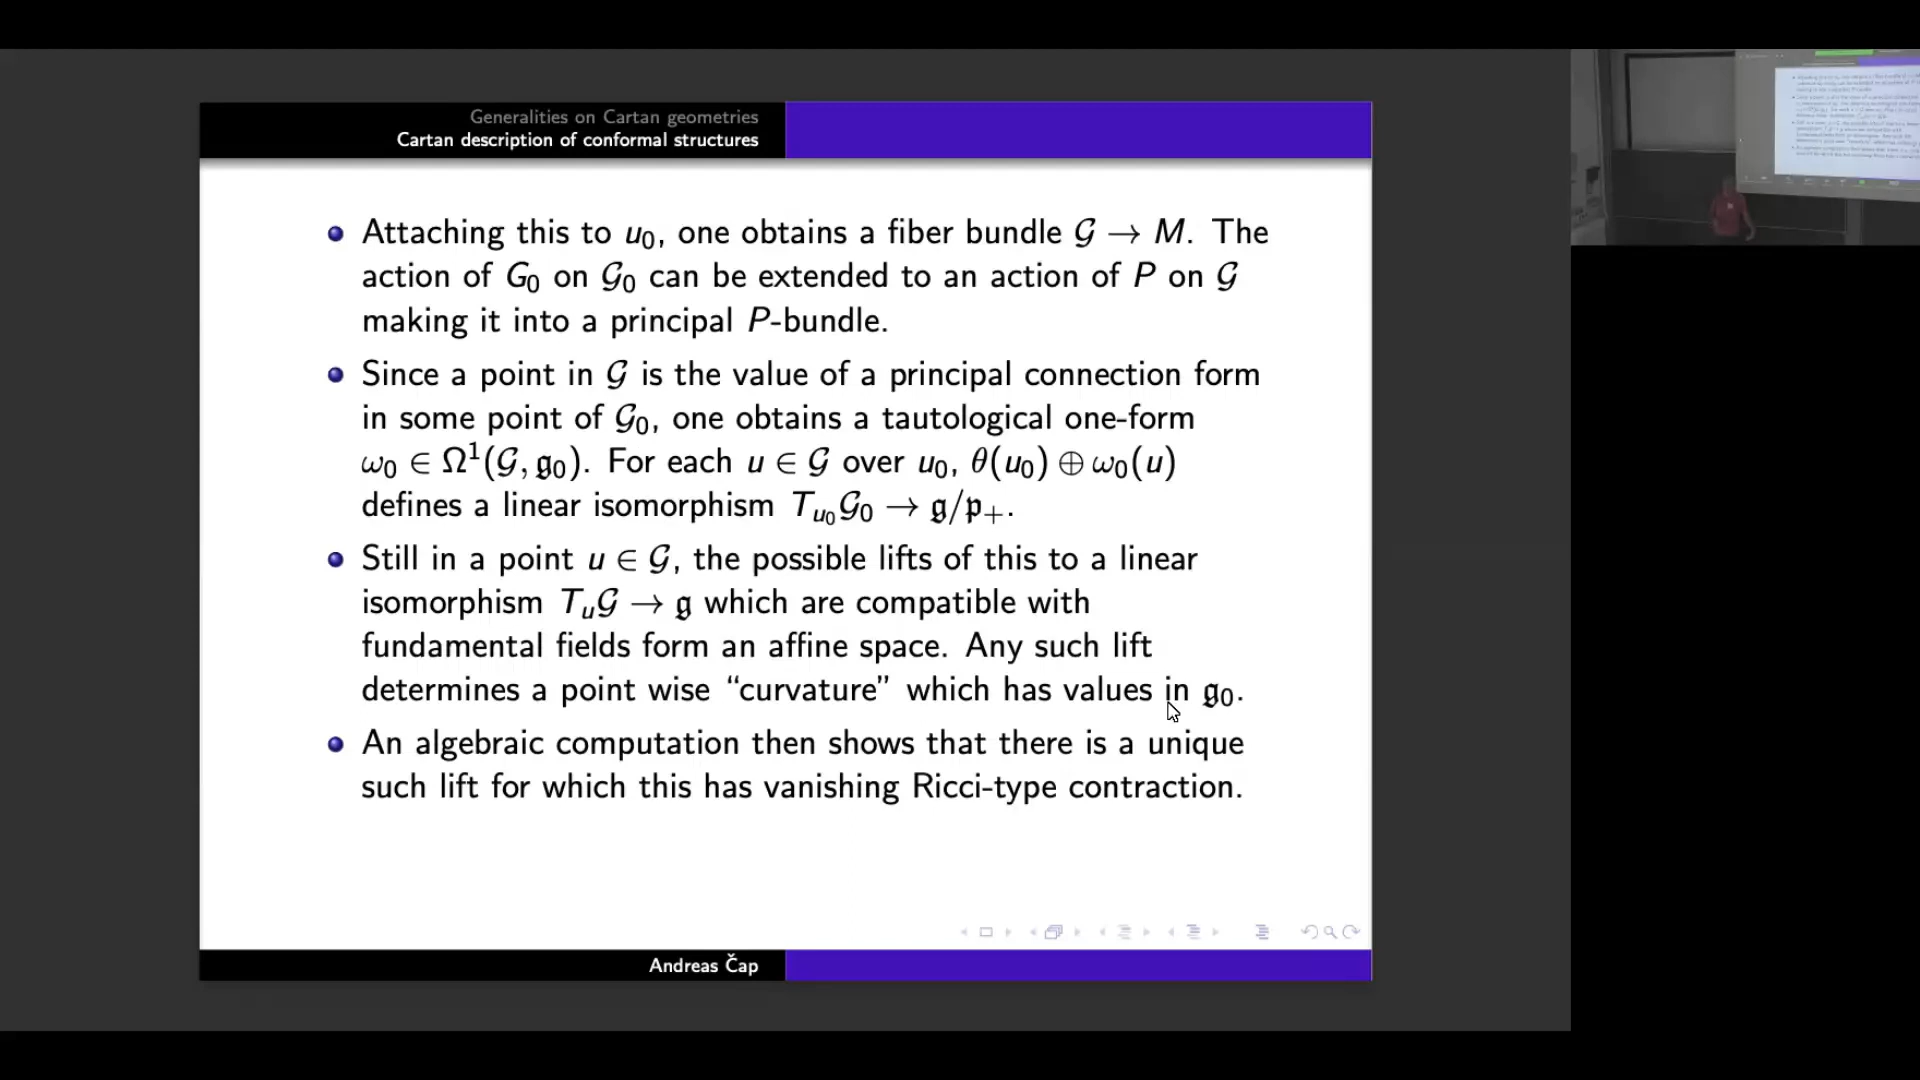 Generalities on Cartan geometries
Cartan description of conformal structures
Attaching this to u₀, one obtains a fiber bundle 𝒢 → M. The
action of G₀ on 𝒢₀ can be extended to an action of P on 𝒢
making it into a principal P-bundle.
Since a point in 𝒢 is the value of a principal connection form
in some point of 𝒢₀, one obtains a tautological one-form
ω₀ ∈ Ω¹(𝒢, 𝔤₀). For each u ∈ 𝒢 over u₀, θ(u₀) ⊕ ω₀(u)
defines a linear isomorphism T_{u₀}𝒢₀ → 𝔤/𝔭₊.
Still in a point u ∈ 𝒢, the possible lifts of this to a linear
isomorphism T_u𝒢 → 𝔤 which are compatible with
fundamental fields form an affine space. Any such lift
determines a point wise “curvature” which has values in 𝔤₀.
An algebraic computation then shows that there is a unique
such lift for which this has vanishing Ricci-type contraction.
Andreas Čap